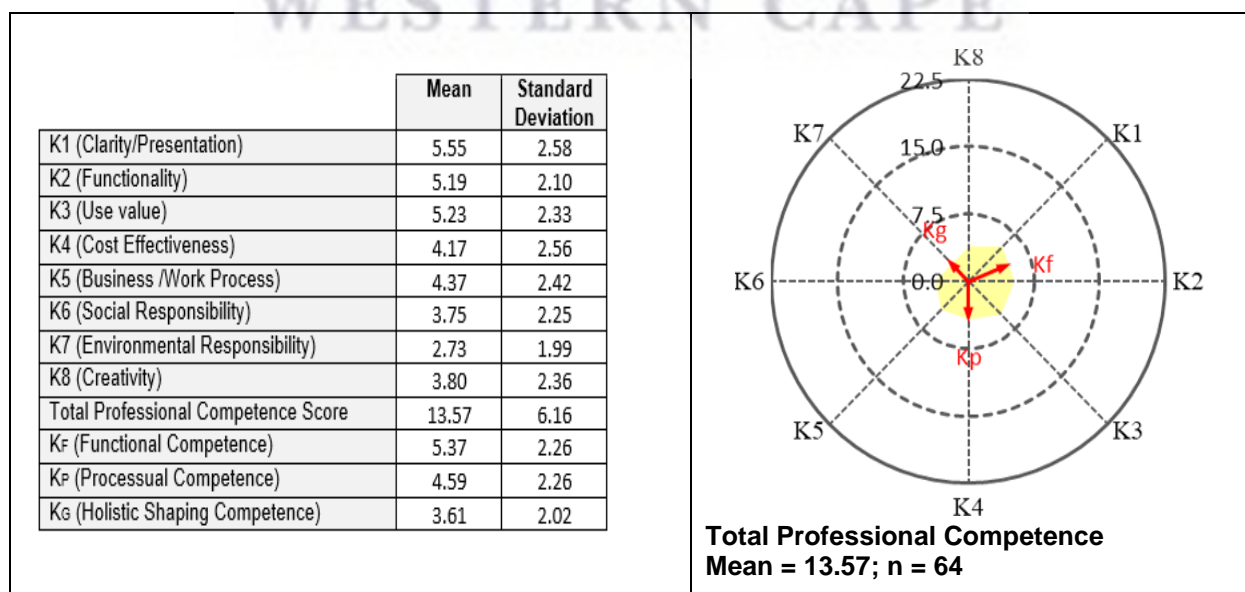 WESTERN CAPE
Mean Standard
Deviation
K1 (Clarity/Presentation) 5.55 2.58
K2 (Functionality) 5.19 2.10
K3 (Use value) 5.23 2.33
K4 (Cost Effectiveness) 4.17 2.56
K5 (Business /Work Process) 4.37 2.42
K6 (Social Responsibility) 3.75 2.25
K7 (Environmental Responsibility) 2.73 1.99
K8 (Creativity) 3.80 2.36
Total Professional Competence Score 13.57 6.16
KF (Functional Competence) 5.37 2.26
KP (Processual Competence) 4.59 2.26
KG (Holistic Shaping Competence) 3.61 2.02
K8
22.5
K7 K1
15.0
7.5
Kg
Kf
K6 0.0 K2
Kp
K5 K3
K4
Total Professional Competence
Mean = 13.57; n = 64